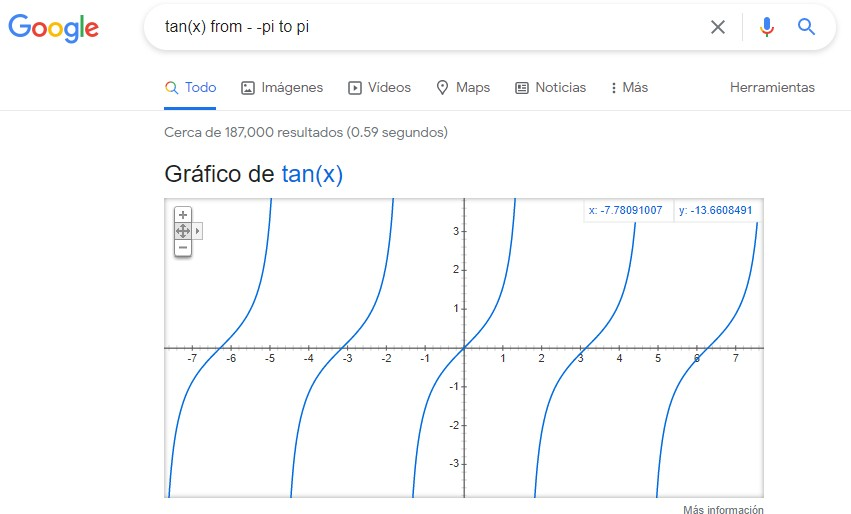 Google
tan(x) from - -pi to pi
Todo Imágenes Vídeos Maps Noticias Más Herramientas
Cerca de 187,000 resultados (0.59 segundos)
Gráfico de tan(x)
x: -7.78091007 y: -13.6608491
3
2
1
-7 -6 -5 -4 -3 -2 -1 1 2 3 4 5 6 7
-1
-2
-3
Más información